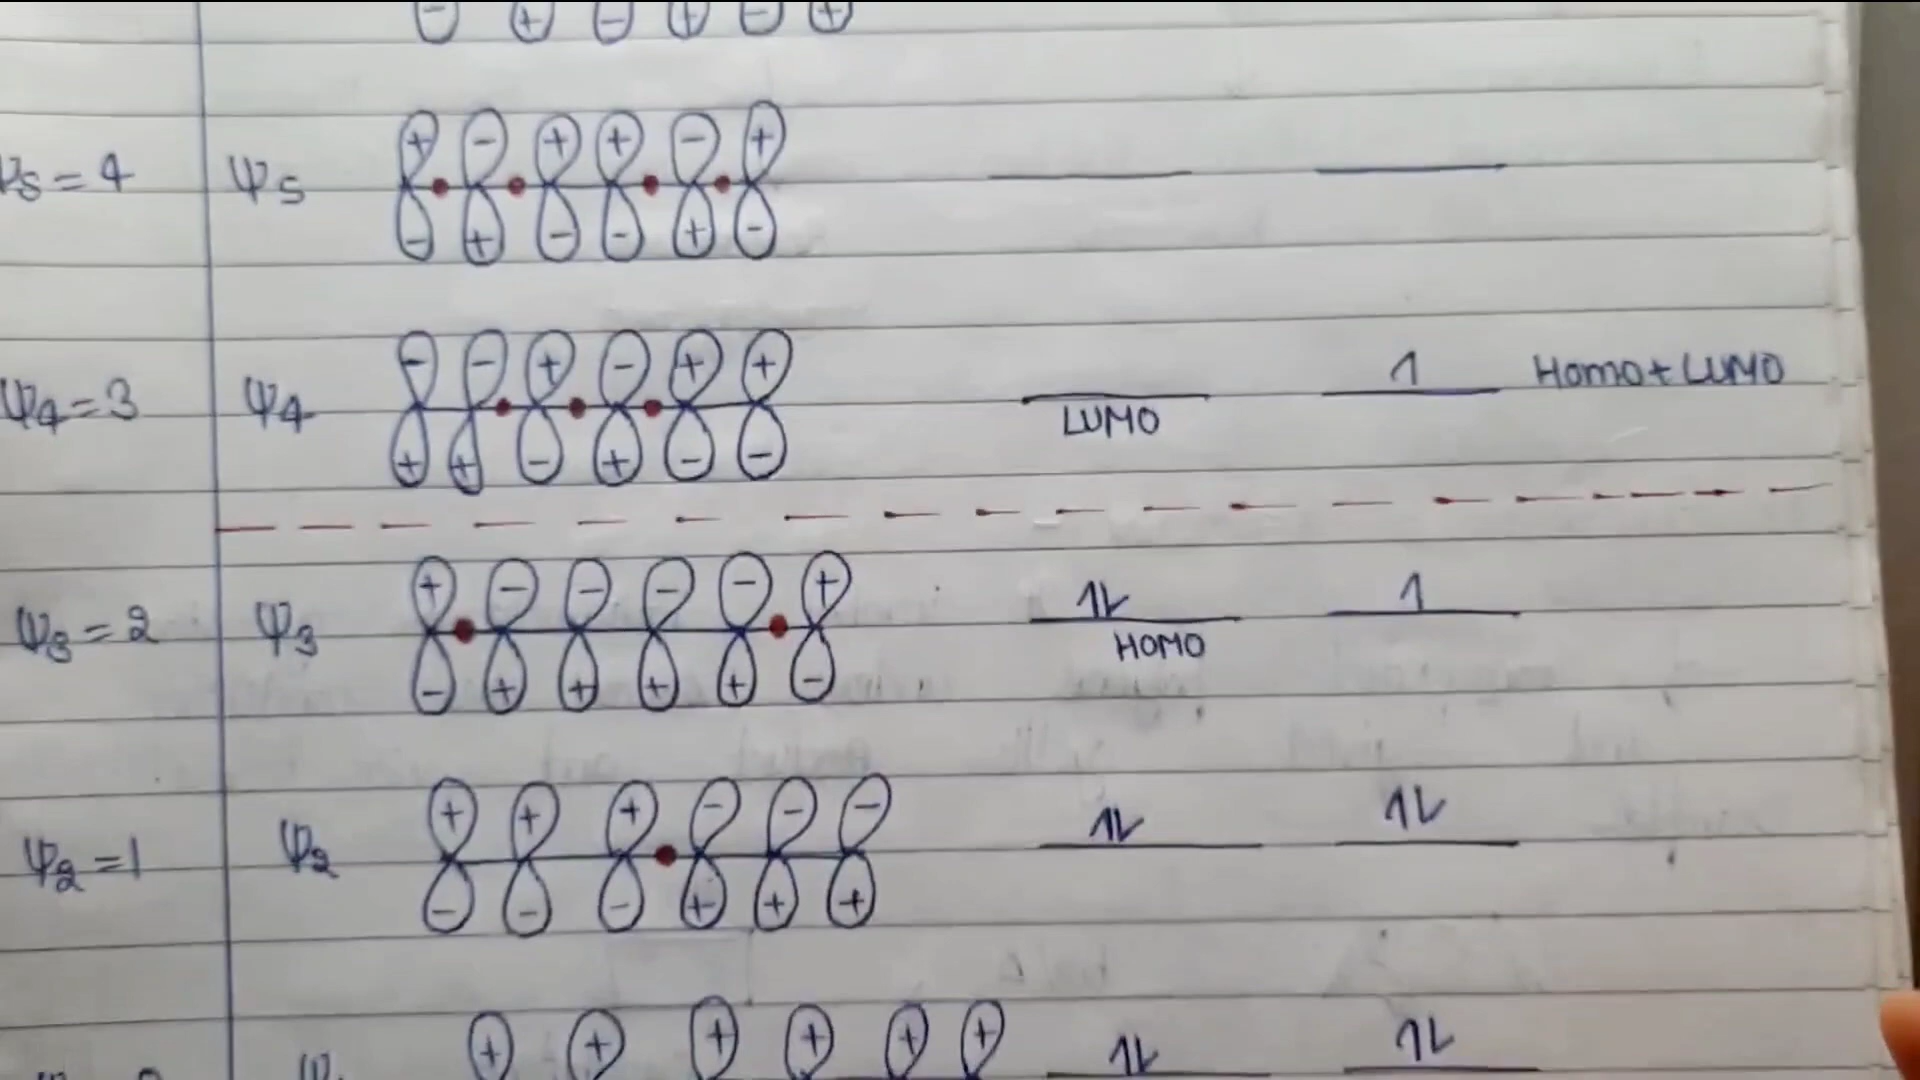 − + − + − +
+ − + + − +
ψ5 = 4 ψ5
− + − − + −
− − + − + + 1 Homo + LUMO
ψ4 = 3 ψ4
LUMO
+ + − + − −
+ − − − − + 1L 1
ψ3 = 2 ψ3
HOMO
− + + + + −
+ + + − − − 1L 1L
ψ2 = 1 ψ2
− − − + + +
+ + + + + + 1L 1L